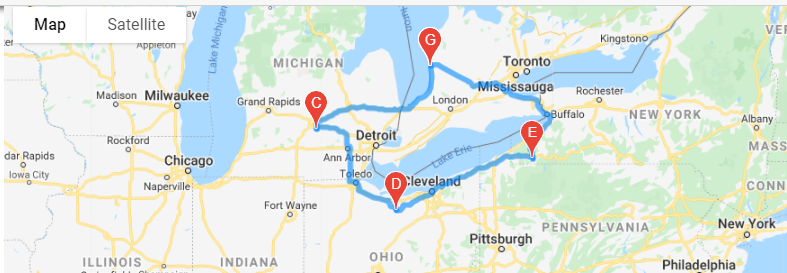 Map
Satellite
Lake Michigan
Huron
G
Kingston
VER
Appleton
MICHIGAN
Toronto
Mississauga
Madison
Milwaukee
Grand Rapids
C
London
Rochester
Buffalo
NEW YORK
Albany
Rockford
Detroit
E
MASS
dar Rapids
Iowa City
Chicago
Naperville
Ann Arbor
Lake Erie
Toledo
D
Cleveland
CONN
Fort Wayne
PENNSYLVANIA
New York
Pittsburgh
ILLINOIS
INDIANA
OHIO
Philadelphia